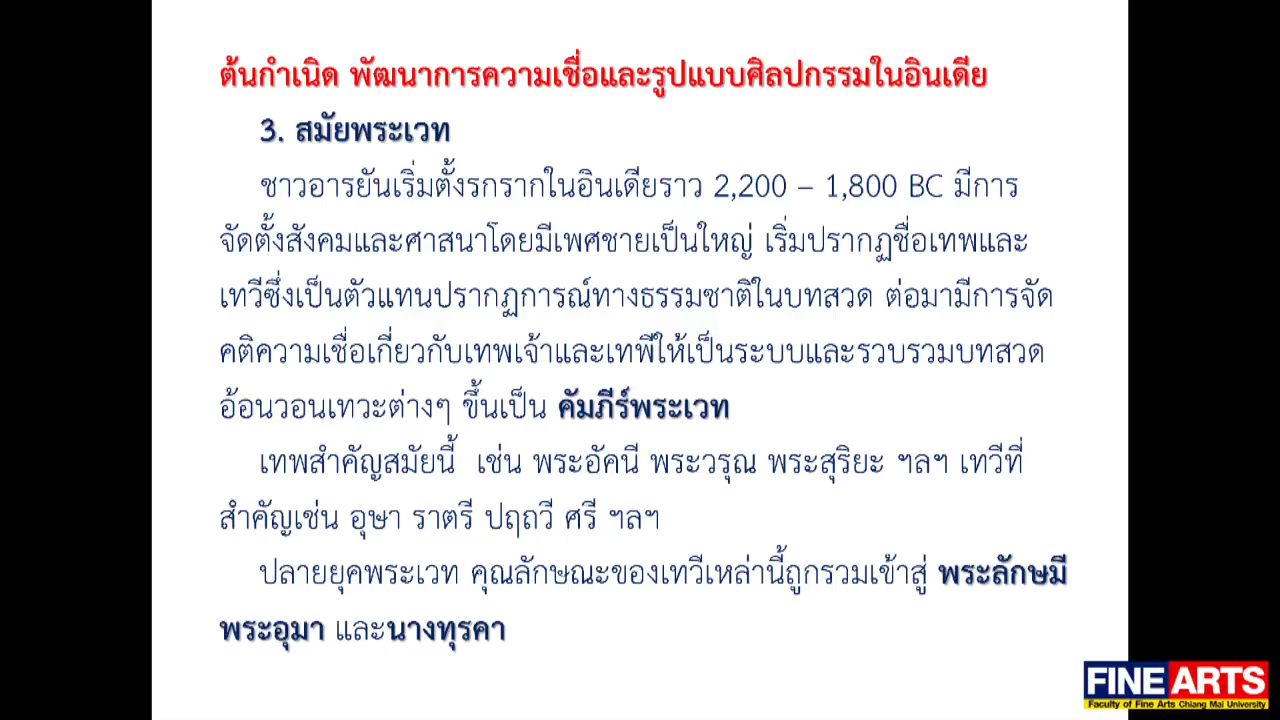 ต้นกำเนิด พัฒนาการความเชื่อและรูปแบบศิลปกรรมในอินเดีย
3. สมัยพระเวท
ชาวอารยันเริ่มตั้งรกรากในอินเดียราว 2,200 – 1,800 BC มีการ
จัดตั้งสังคมและศาสนาโดยมีเพศชายเป็นใหญ่ เริ่มปรากฏชื่อเทพและ
เทวีซึ่งเป็นตัวแทนปรากฏการณ์ทางธรรมชาติในบทสวด ต่อมามีการจัด
คติความเชื่อเกี่ยวกับเทพเจ้าและเทพีให้เป็นระบบและรวบรวมบทสวด
อ้อนวอนเทวะต่างๆ ขึ้นเป็น คัมภีร์พระเวท
เทพสำคัญสมัยนี้ เช่น พระอัคนี พระวรุณ พระสุริยะ ฯลฯ เทวีที่
สำคัญเช่น อุษา ราตรี ปฤถวี ศรี ฯลฯ
ปลายยุคพระเวท คุณลักษณะของเทวีเหล่านี้ถูกรวมเข้าสู่ พระลักษมี
พระอุมา และนางทุรคา
FINE ARTS
Faculty of Fine Arts Chiang Mai University